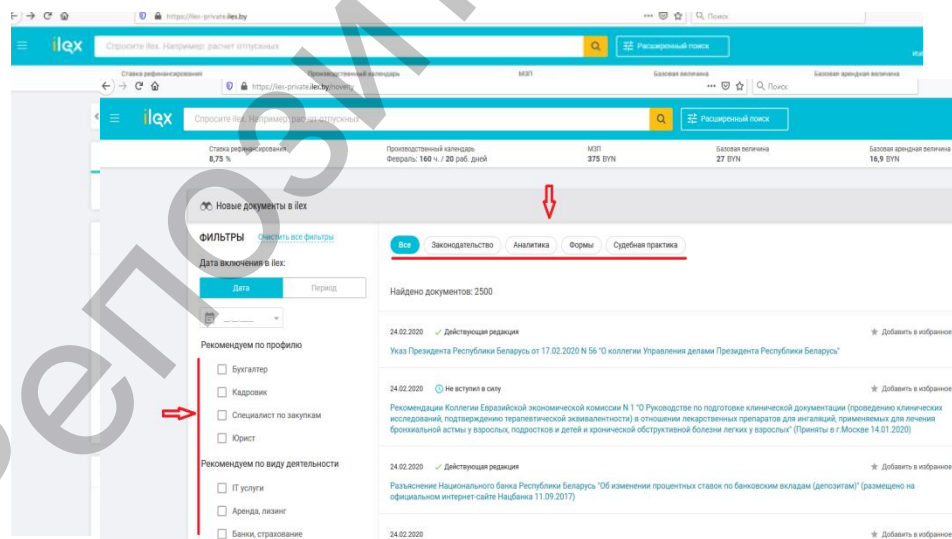 https://ilex-private.ilex.by
Поиск
ilex
Спросите ilex. Например: расчет отпускных
Расширенный поиск
Ставка рефинансирования
Производственный календарь
МЗП
Базовая величина
Базовая арендная величина
https://ilex-private.ilex.by/novelty
Поиск
ilex
Спросите ilex. Например: расчет отпускных
Расширенный поиск
Ставка рефинансирования
8,75 %
Производственный календарь
Февраль: 160 ч. / 20 раб. дней
МЗП
375 BYN
Базовая величина
27 BYN
Базовая арендная величина
16,9 BYN
Новые документы в ilex
ФИЛЬТРЫ Очистить все фильтры
Дата включения в ilex:
Дата Период
Рекомендуем по профилю
Бухгалтер
Кадровик
Специалист по закупкам
Юрист
Рекомендуем по виду деятельности
IT услуги
Аренда, лизинг
Банки, страхование
Все Законодательство Аналитика Формы Судебная практика
Найдено документов: 2500
24.02.2020 Действующая редакция Добавить в избранное
Указ Президента Республики Беларусь от 17.02.2020 N 56 "О коллегии Управления делами Президента Республики Беларусь"
24.02.2020 Не вступил в силу Добавить в избранное
Рекомендации Коллегии Евразийской экономической комиссии N 1 "О Руководстве по подготовке клинической документации (проведению клинических
исследований, подтверждению терапевтической эквивалентности) в отношении лекарственных препаратов для ингаляций, применяемых для лечения
бронхиальной астмы у взрослых, подростков и детей и хронической обструктивной болезни легких у взрослых" (Приняты в г.Москве 14.01.2020)
24.02.2020 Действующая редакция Добавить в избранное
Разъяснение Национального банка Республики Беларусь "Об изменении процентных ставок по банковским вкладам (депозитам)" (размещено на
официальном интернет-сайте Нацбанка 11.09.2017)
24.02.2020 Добавить в избранное